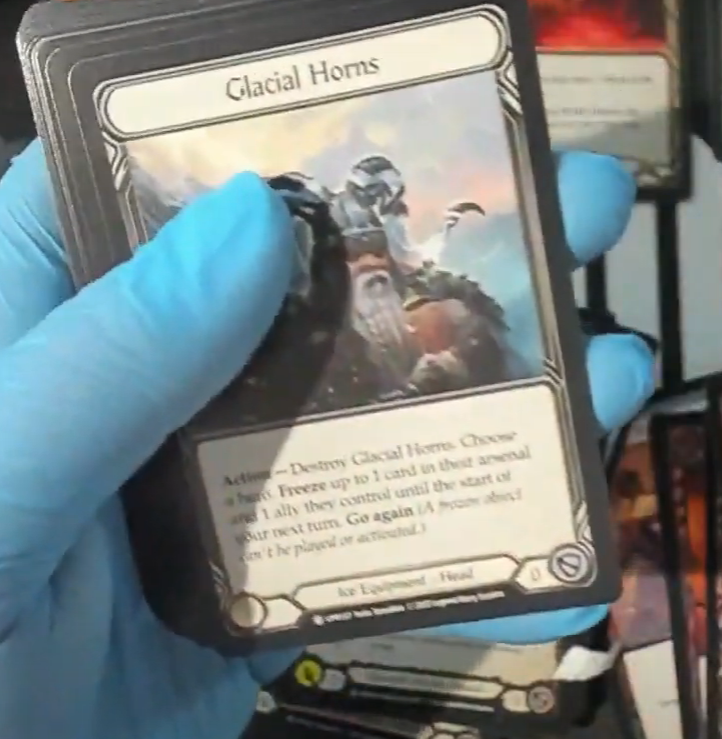 Glacial Horns
Action – Destroy Glacial Horns. Choose
a hero. Freeze up to 1 card in their arsenal
and 1 ally they control until the start of
your next turn. Go again (A frozen object
can't be played or activated.)
Ice Equipment – Head
0